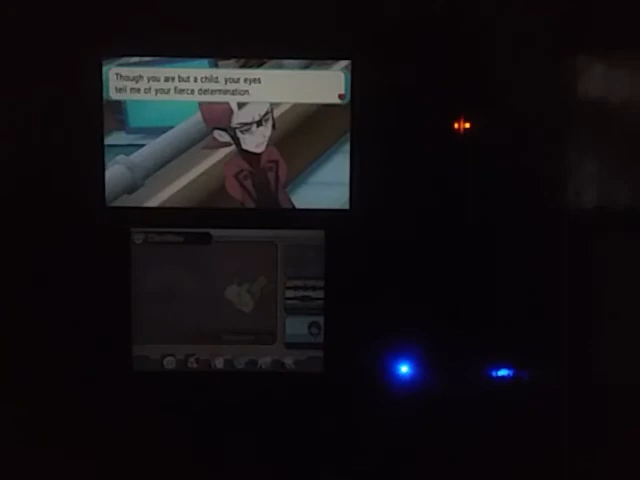 Though you are but a child, your eyes
tell me of your fierce determination.